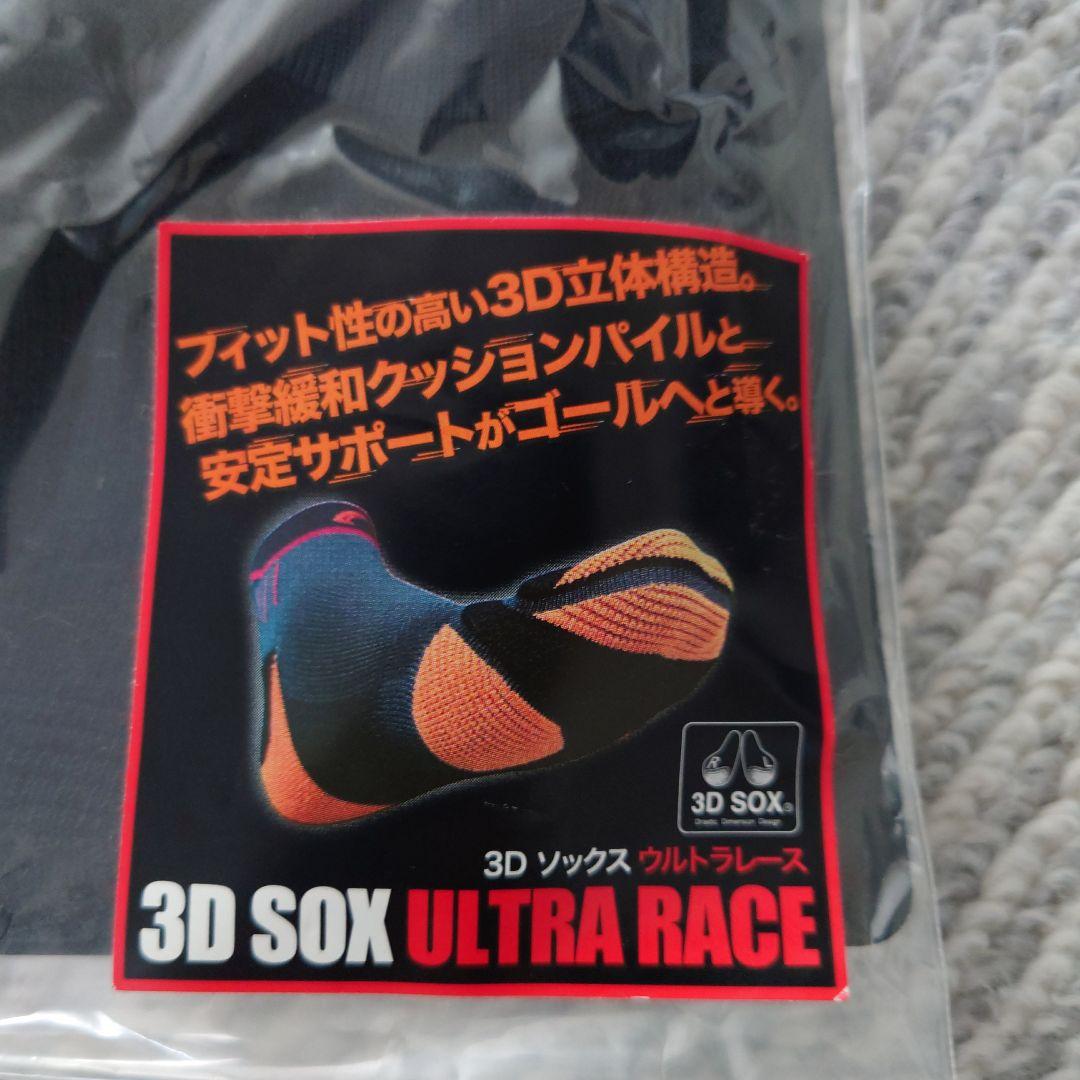 フィット性の高い3D立体構造。
衝撃緩和クッションパイルと
安定サポートがゴールへと導く。
R L
3D SOX®
Drastic Dimension Design
3D ソックス ウルトラレース
3D SOX ULTRA RACE